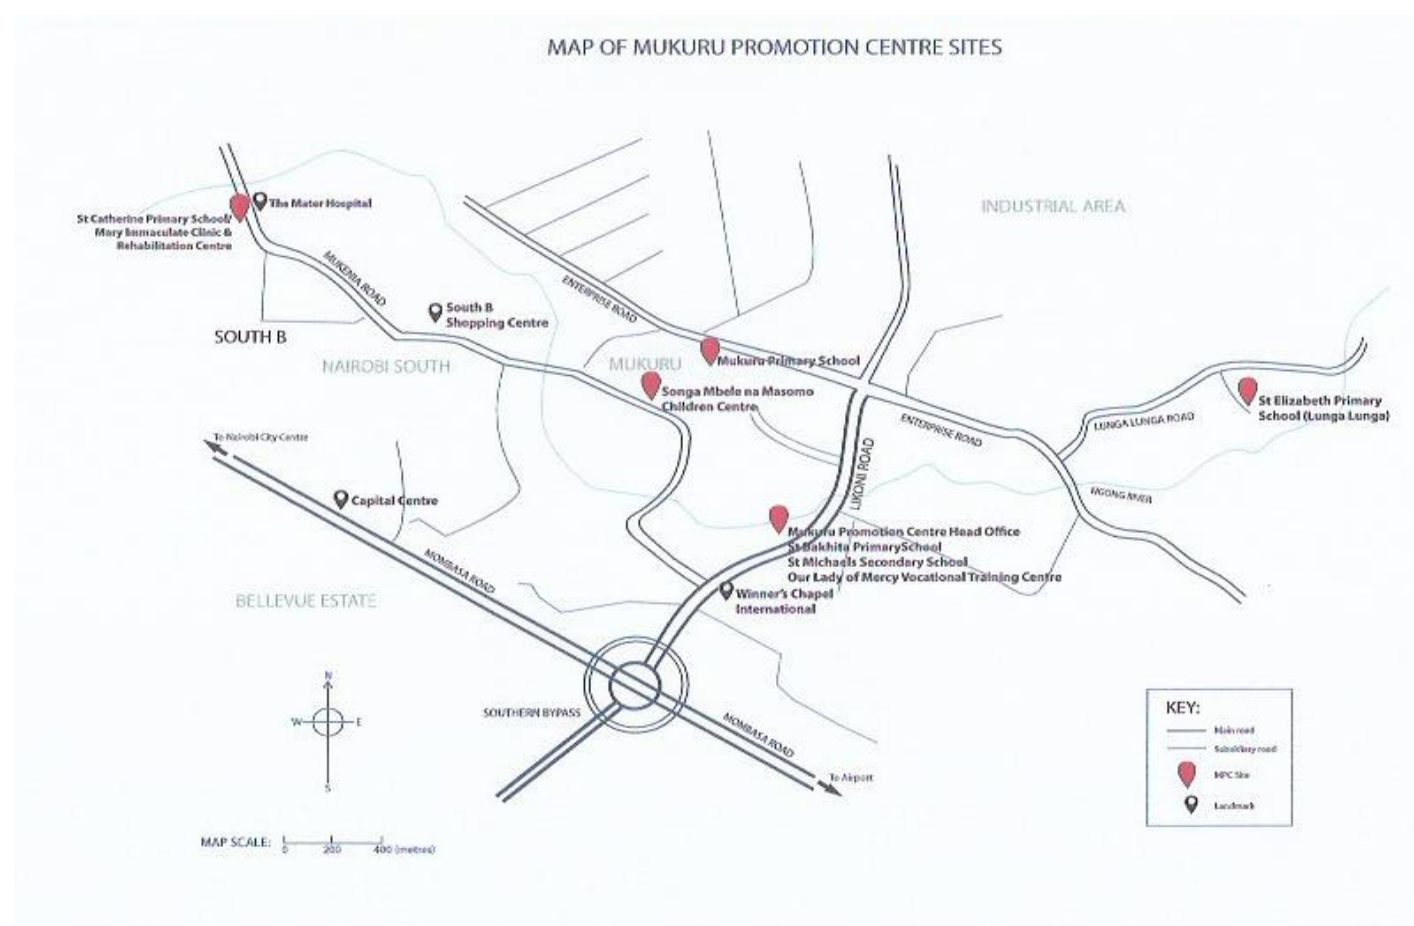 MAP OF MUKURU PROMOTION CENTRE SITES
INDUSTRIAL AREA
The Mater Hospital
St Catherine Primary School/
Mary Immaculate Clinic &
Rehabilitation Centre
MUKENIA ROAD
ENTERPRISE ROAD
South B
Shopping Centre
SOUTH B
NAIROBI SOUTH
MUKURU
Mukuru Primary School
Songa Mbele na Masomo
Children Centre
St Elizabeth Primary
School (Lunga Lunga)
LUNGA LUNGA ROAD
ENTERPRISE ROAD
To Nairobi City Centre
LIKONI ROAD
Capital Centre
NGONG RIVER
Mukuru Promotion Centre Head Office
St Bakhita PrimarySchool
St Michaels Secondary School
Our Lady of Mercy Vocational Training Centre
MOMBASA ROAD
Winner's Chapel
International
BELLEVUE ESTATE
N
W
E
S
SOUTHERN BYPASS
MOMBASA ROAD
To Airport
KEY:
Main road
Subsidiary road
MPC Site
Landmark
MAP SCALE:
0 200 400 (metres)